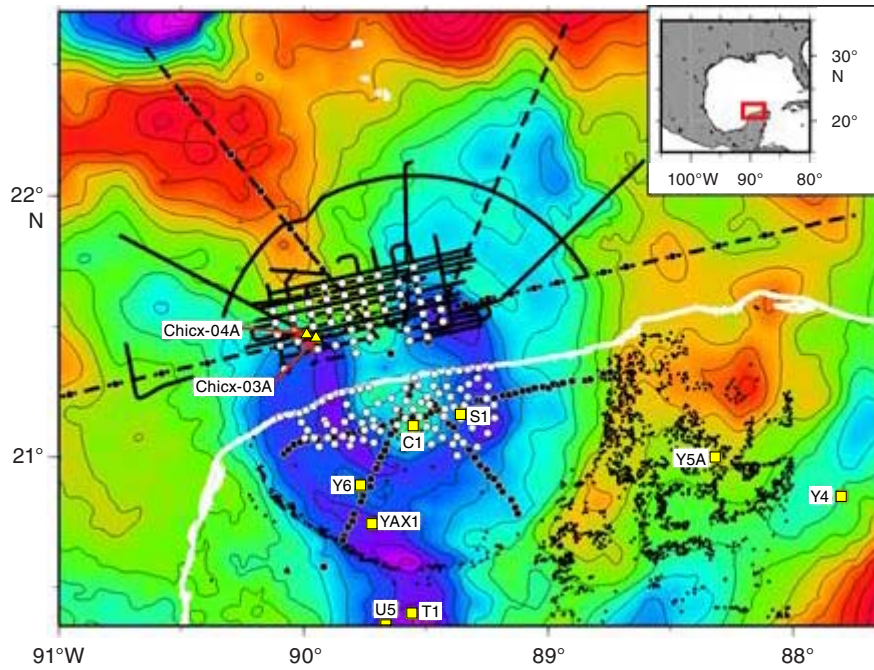 30°
N
20°
100°W
90°
80°
22°
N
Chicx-04A
Chicx-03A
S1
C1
21°
Y5A
Y6
Y4
YAX1
U5
T1
91°W
90°
89°
88°